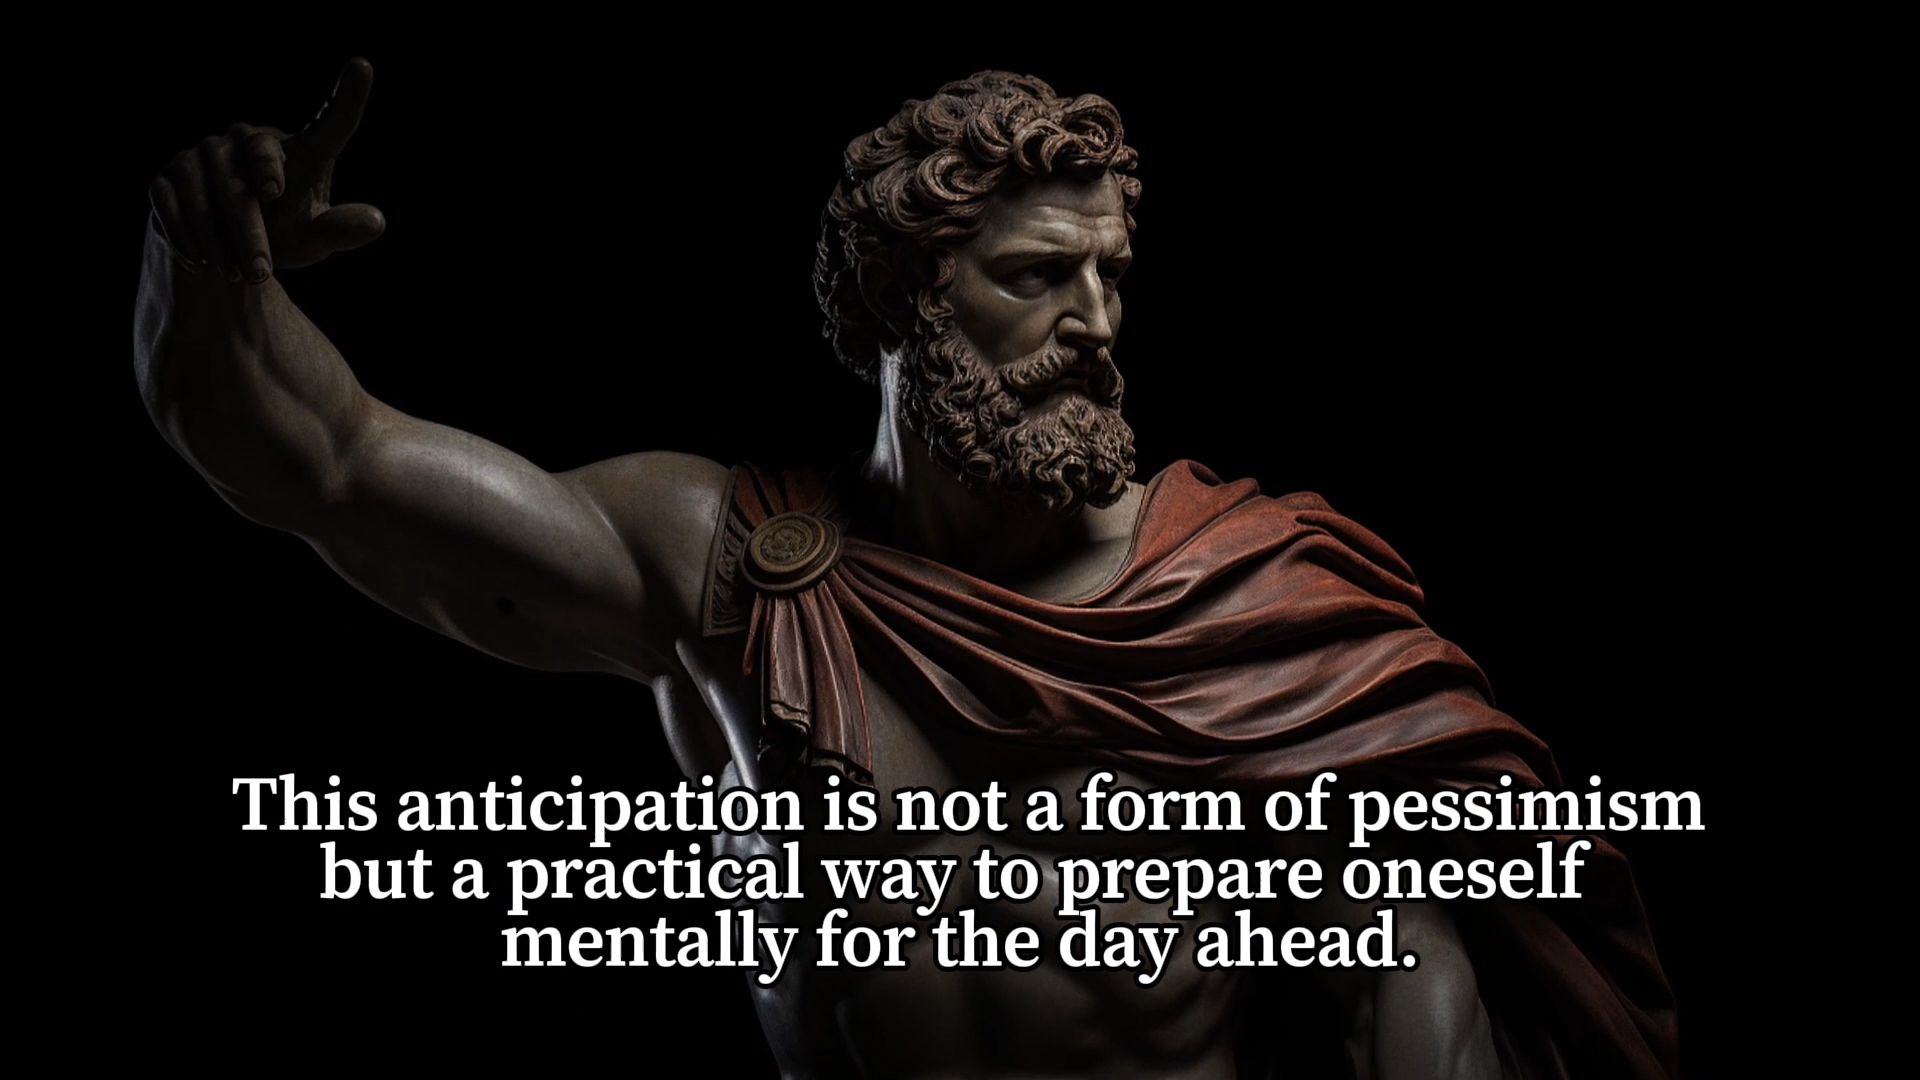 This anticipation is not a form of pessimism
but a practical way to prepare oneself
mentally for the day ahead.